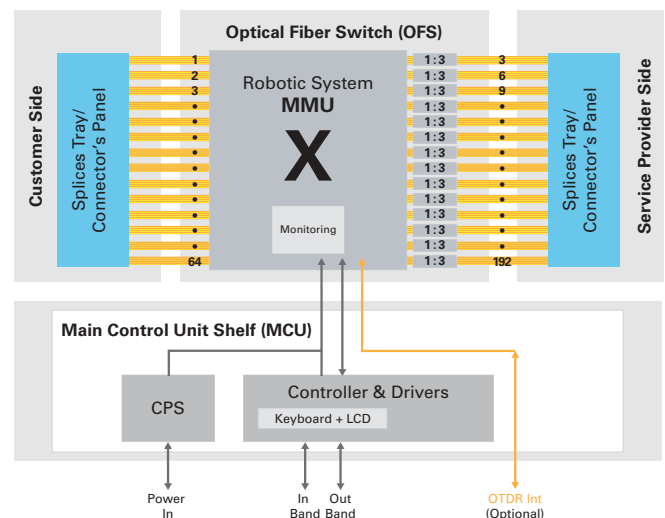 Optical Fiber Switch (OFS)
Customer Side
Splices Tray/
Connector's Panel
1
2
3
•
•
•
•
•
•
•
•
•
•
64
Robotic System
MMU
X
Monitoring
1:3
1:3
1:3
1:3
1:3
1:3
1:3
1:3
1:3
1:3
1:3
1:3
1:3
1:3
3
6
9
•
•
•
•
•
•
•
•
•
•
192
Splices Tray/
Connector's Panel
Service Provider Side
Main Control Unit Shelf (MCU)
CPS
Controller & Drivers
Keyboard + LCD
Power
In
In
Band
Out
Band
OTDR Int
(Optional)